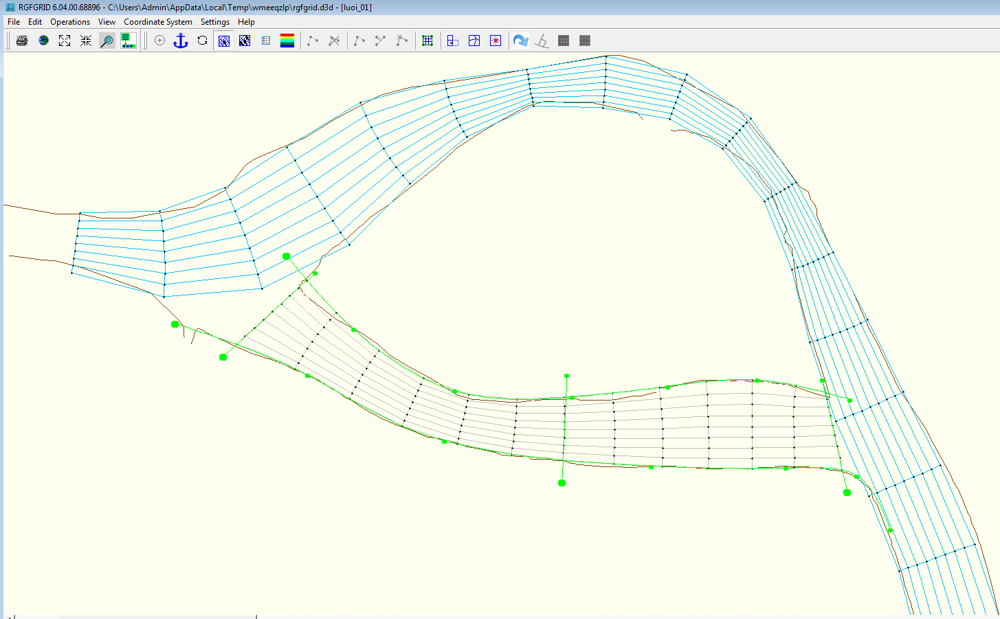 RGFGRID 6.04.00.68896 - C:\Users\Admin\AppData\Local\Temp\wmeeqzlp\rgfgrid.d3d - [luoi_01]
File Edit Operations View Coordinate System Settings Help